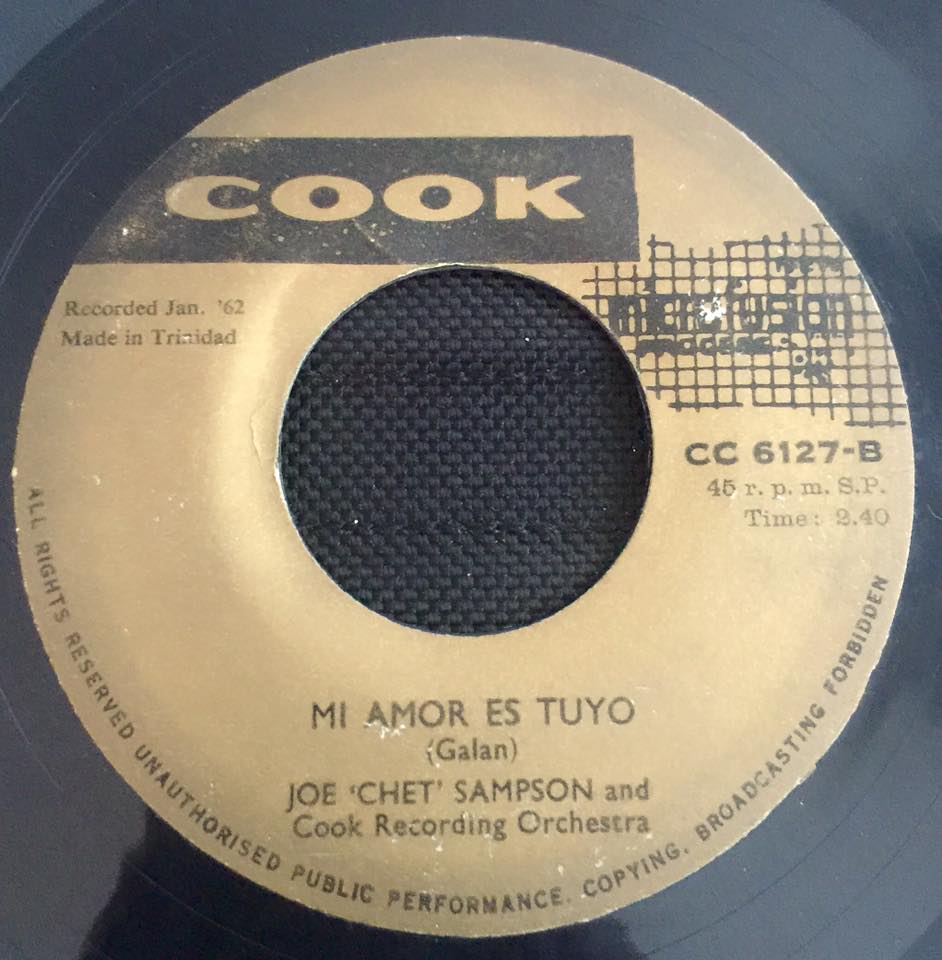 COOK
Recorded Jan. '62
Made in Trinidad
CC 6127-B
45 r. p. m. S.P.
Time: 2.40
MI AMOR ES TUYO
(Galan)
JOE 'CHET' SAMPSON and
Cook Recording Orchestra
ALL RIGHTS RESERVED UNAUTHORISED PUBLIC PERFORMANCE. COPYING. BROADCASTING FORBIDDEN